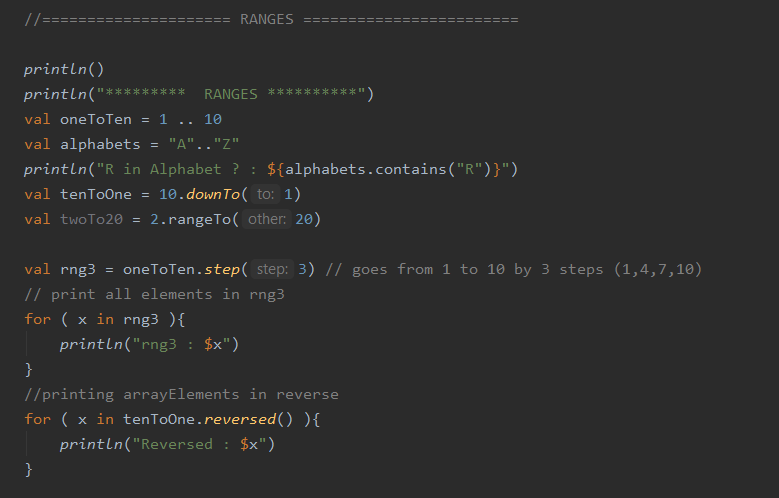 //===================== RANGES ========================
println()
println("*********  RANGES **********")
val oneToTen = 1 .. 10
val alphabets = "A".."Z"
println("R in Alphabet ? : ${alphabets.contains("R")}")
val tenToOne = 10.downTo( to: 1)
val twoTo20 = 2.rangeTo( other: 20)
val rng3 = oneToTen.step( step: 3) // goes from 1 to 10 by 3 steps (1,4,7,10)
// print all elements in rng3
for ( x in rng3 ){
    println("rng3 : $x")
}
//printing arrayElements in reverse
for ( x in tenToOne.reversed() ){
    println("Reversed : $x")
}